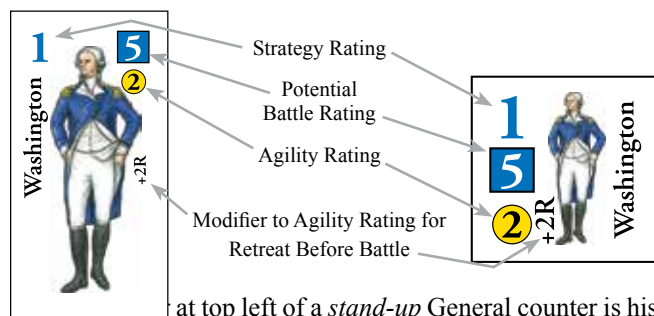 1
5
2
Washington
+2R
Strategy Rating
Potential
Battle Rating
Agility Rating
Modifier to Agility Rating for
Retreat Before Battle
1
5
2
+2R
Washington
at top left of a stand-up General counter is his